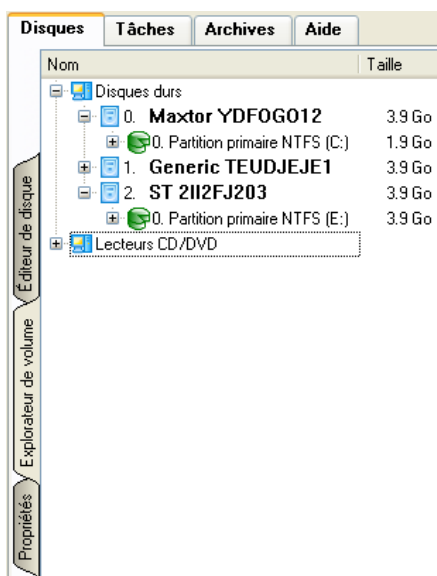 Disques Tâches Archives Aide
Nom Taille
Disques durs
0. Maxtor YDFOGO12 3.9 Go
0. Partition primaire NTFS (C:) 1.9 Go
1. Generic TEUDJEJE1 3.9 Go
2. ST 2II2FJ203 3.9 Go
0. Partition primaire NTFS (E:) 3.9 Go
Lecteurs CD/DVD
Éditeur de disque
Explorateur de volume
Propriétés